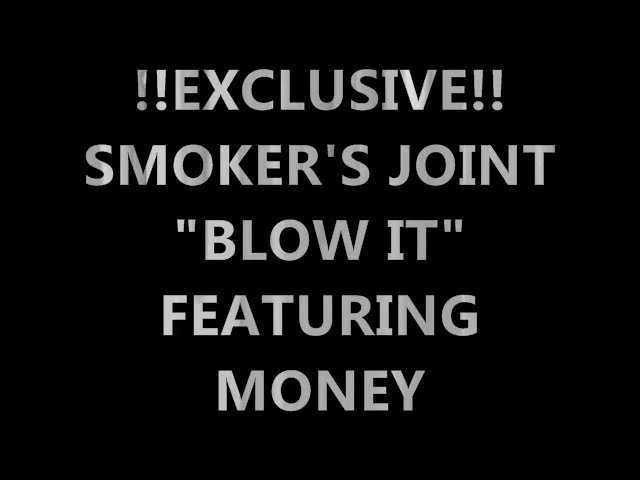 !!EXCLUSIVE!!
SMOKER'S JOINT
"BLOW IT"
FEATURING
MONEY